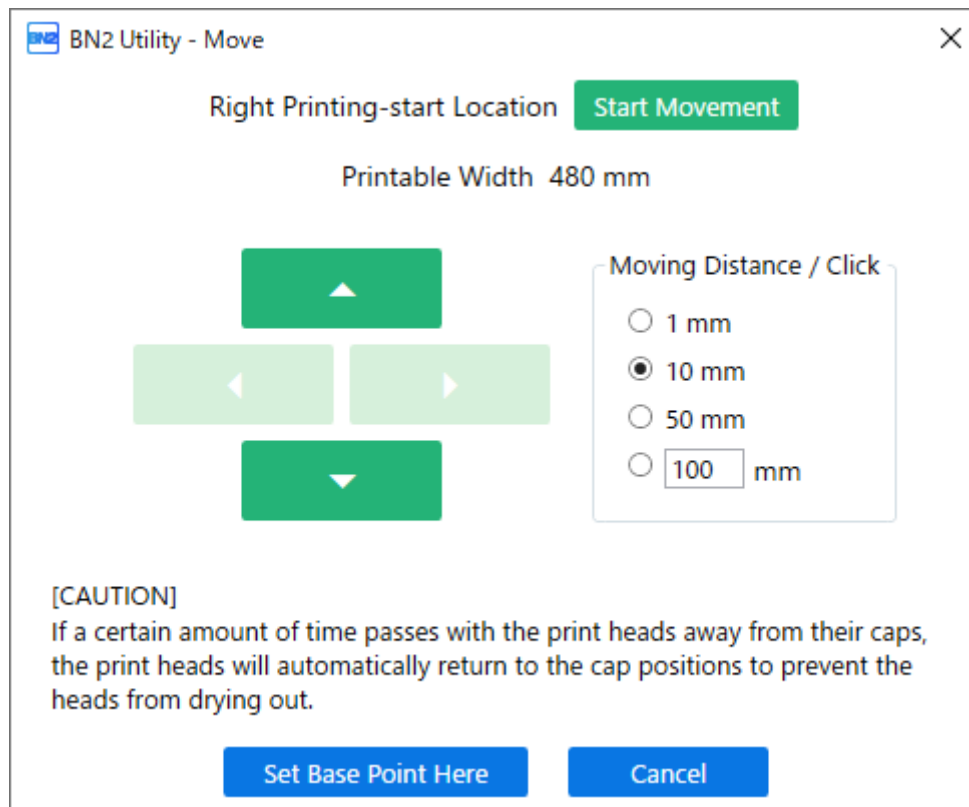 BN2 BN2 Utility - Move
Right Printing-start Location Start Movement
Printable Width 480 mm
Moving Distance / Click
1 mm
10 mm
50 mm
100 mm
[CAUTION]
If a certain amount of time passes with the print heads away from their caps,
the print heads will automatically return to the cap positions to prevent the
heads from drying out.
Set Base Point Here Cancel